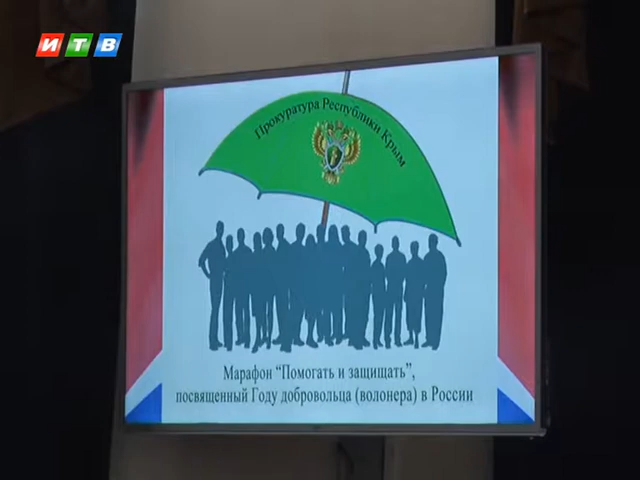 ИТВ
Прокуратура Республики Крым
Марафон “Помогать и защищать”,
посвященный Году добровольца (волонера) в России